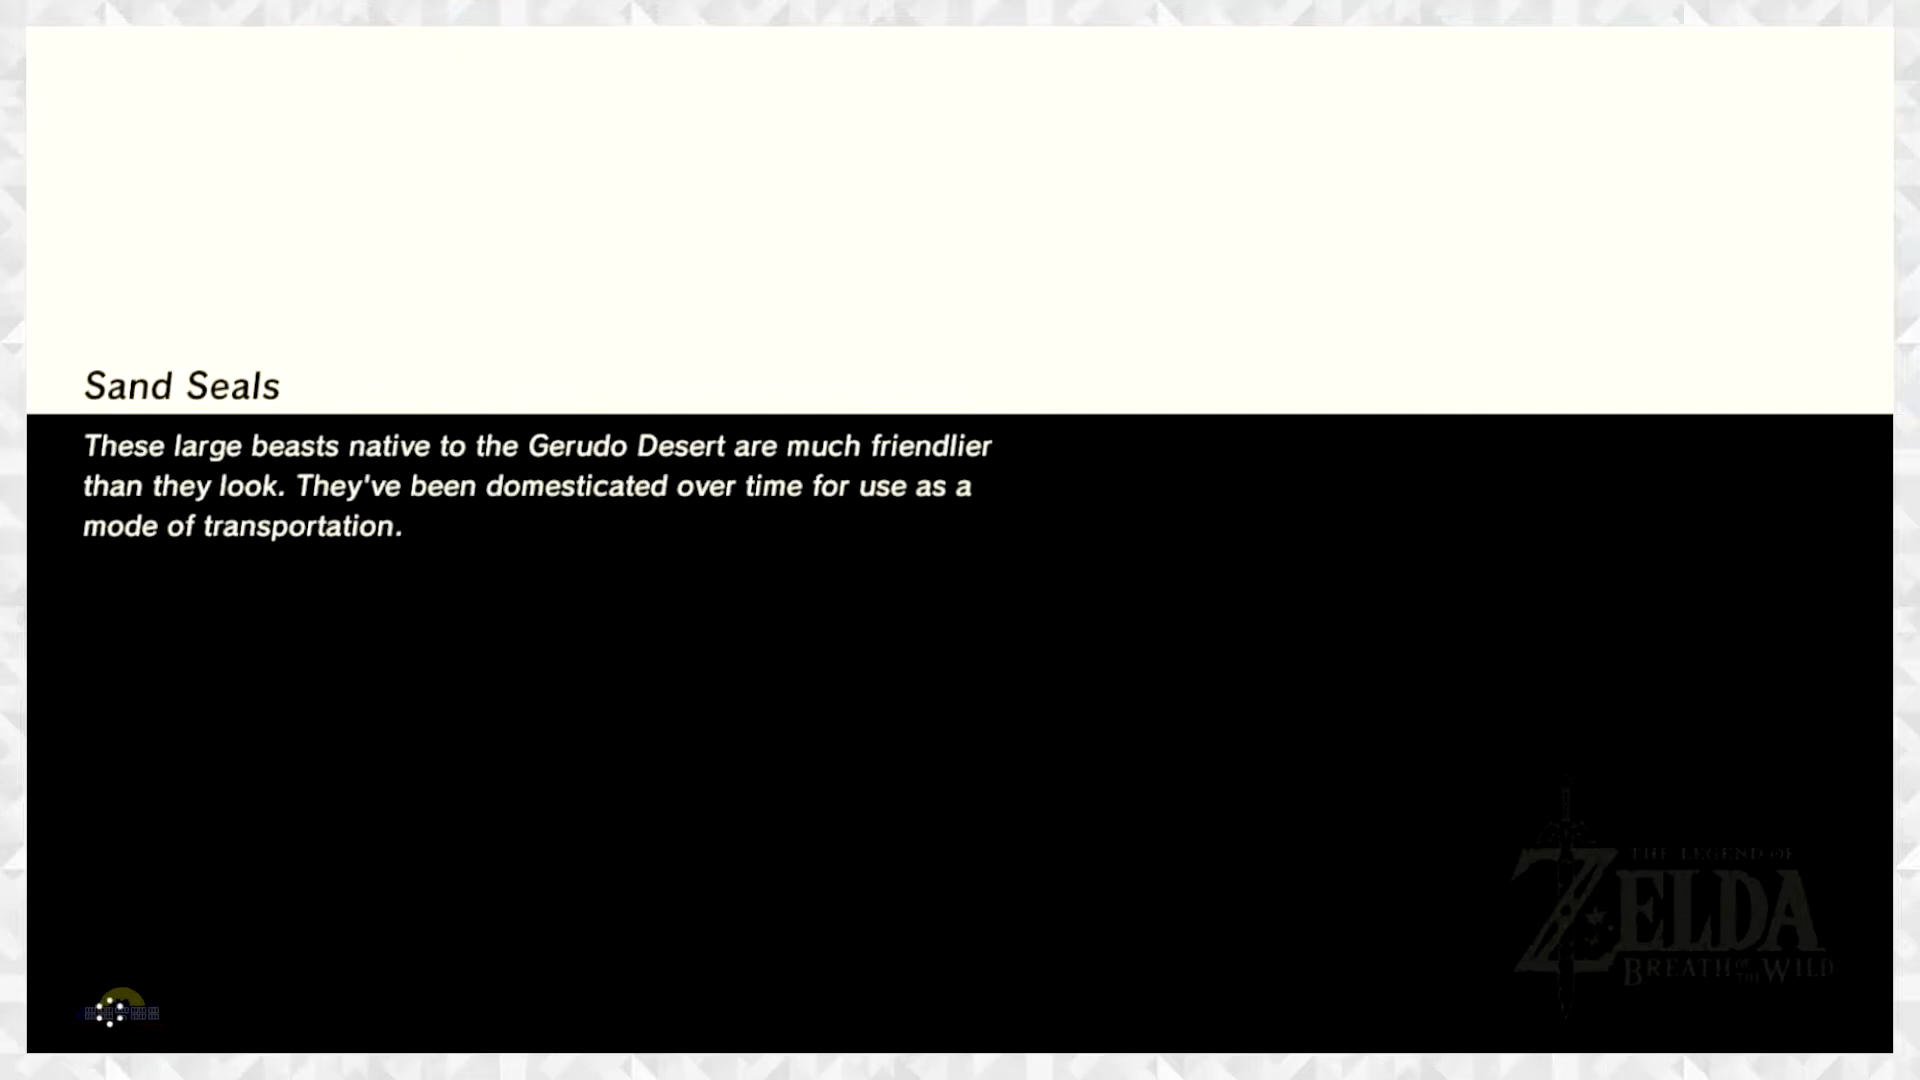 Sand Seals
These large beasts native to the Gerudo Desert are much friendlier
than they look. They've been domesticated over time for use as a
mode of transportation.
THE LEGEND OF
ZELDA
BREATH OF THE WILD